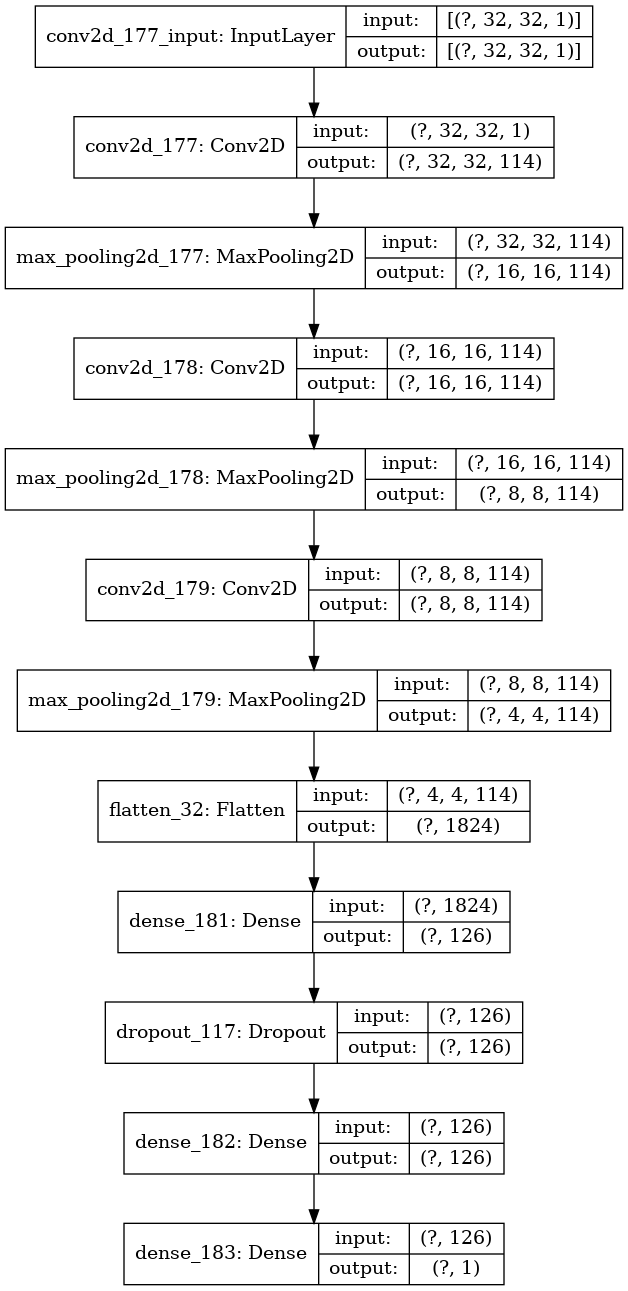 conv2d_177_input: InputLayer
input:
[(?, 32, 32, 1)]
output:
[(?, 32, 32, 1)]
conv2d_177: Conv2D
input:
(?, 32, 32, 1)
output:
(?, 32, 32, 114)
max_pooling2d_177: MaxPooling2D
input:
(?, 32, 32, 114)
output:
(?, 16, 16, 114)
conv2d_178: Conv2D
input:
(?, 16, 16, 114)
output:
(?, 16, 16, 114)
max_pooling2d_178: MaxPooling2D
input:
(?, 16, 16, 114)
output:
(?, 8, 8, 114)
conv2d_179: Conv2D
input:
(?, 8, 8, 114)
output:
(?, 8, 8, 114)
max_pooling2d_179: MaxPooling2D
input:
(?, 8, 8, 114)
output:
(?, 4, 4, 114)
flatten_32: Flatten
input:
(?, 4, 4, 114)
output:
(?, 1824)
dense_181: Dense
input:
(?, 1824)
output:
(?, 126)
dropout_117: Dropout
input:
(?, 126)
output:
(?, 126)
dense_182: Dense
input:
(?, 126)
output:
(?, 126)
dense_183: Dense
input:
(?, 126)
output:
(?, 1)